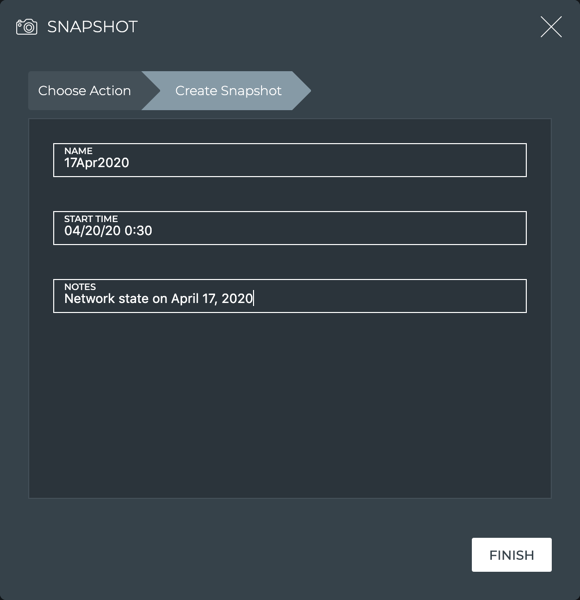 SNAPSHOT
Choose Action
Create Snapshot
NAME
17Apr2020
START TIME
04/20/20 0:30
NOTES
Network state on April 17, 2020
FINISH